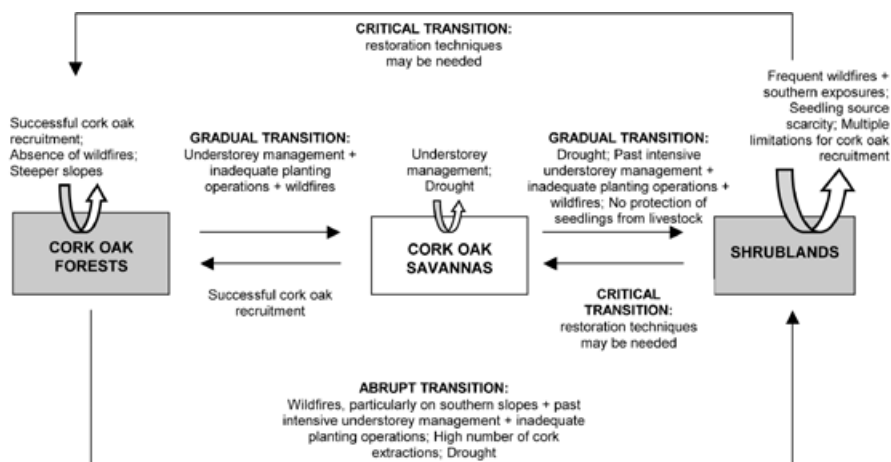 CRITICAL TRANSITION:
restoration techniques
may be needed
Frequent wildfires +
southern exposures;
Seedling source
scarcity; Multiple
limitations for cork oak
recruitment
Successful cork oak
recruitment;
Absence of wildfires;
Steeper slopes
GRADUAL TRANSITION:
Understorey management +
inadequate planting
operations + wildfires
Understorey
management;
Drought
GRADUAL TRANSITION:
Drought; Past intensive
understorey management +
inadequate planting operations +
wildfires; No protection of
seedlings from livestock
CORK OAK
FORESTS
CORK OAK
SAVANNAS
SHRUBLANDS
Successful cork oak
recruitment
CRITICAL
TRANSITION:
restoration techniques
may be needed
ABRUPT TRANSITION:
Wildfires, particularly on southern slopes + past
intensive understorey management + inadequate
planting operations; High number of cork
extractions; Drought